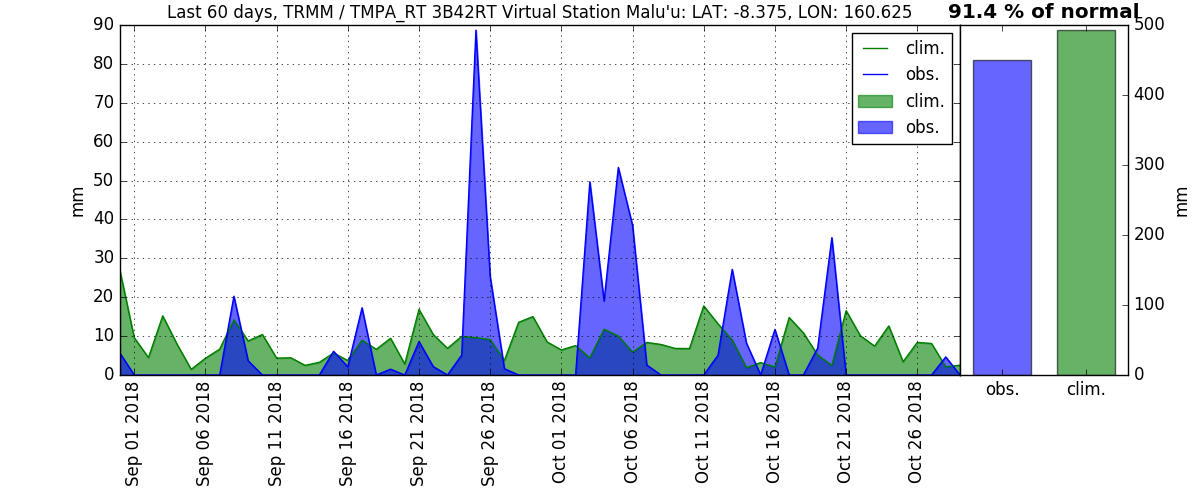 Last 60 days, TRMM / TMPA_RT 3B42RT Virtual Station Malu'u: LAT: -8.375, LON: 160.625
91.4 % of normal
90
80
70
60
50
40
30
20
10
0
mm
clim.
obs.
clim.
obs.
500
400
300
200
100
0
mm
obs.
clim.
Sep 01 2018
Sep 06 2018
Sep 11 2018
Sep 16 2018
Sep 21 2018
Sep 26 2018
Oct 01 2018
Oct 06 2018
Oct 11 2018
Oct 16 2018
Oct 21 2018
Oct 26 2018